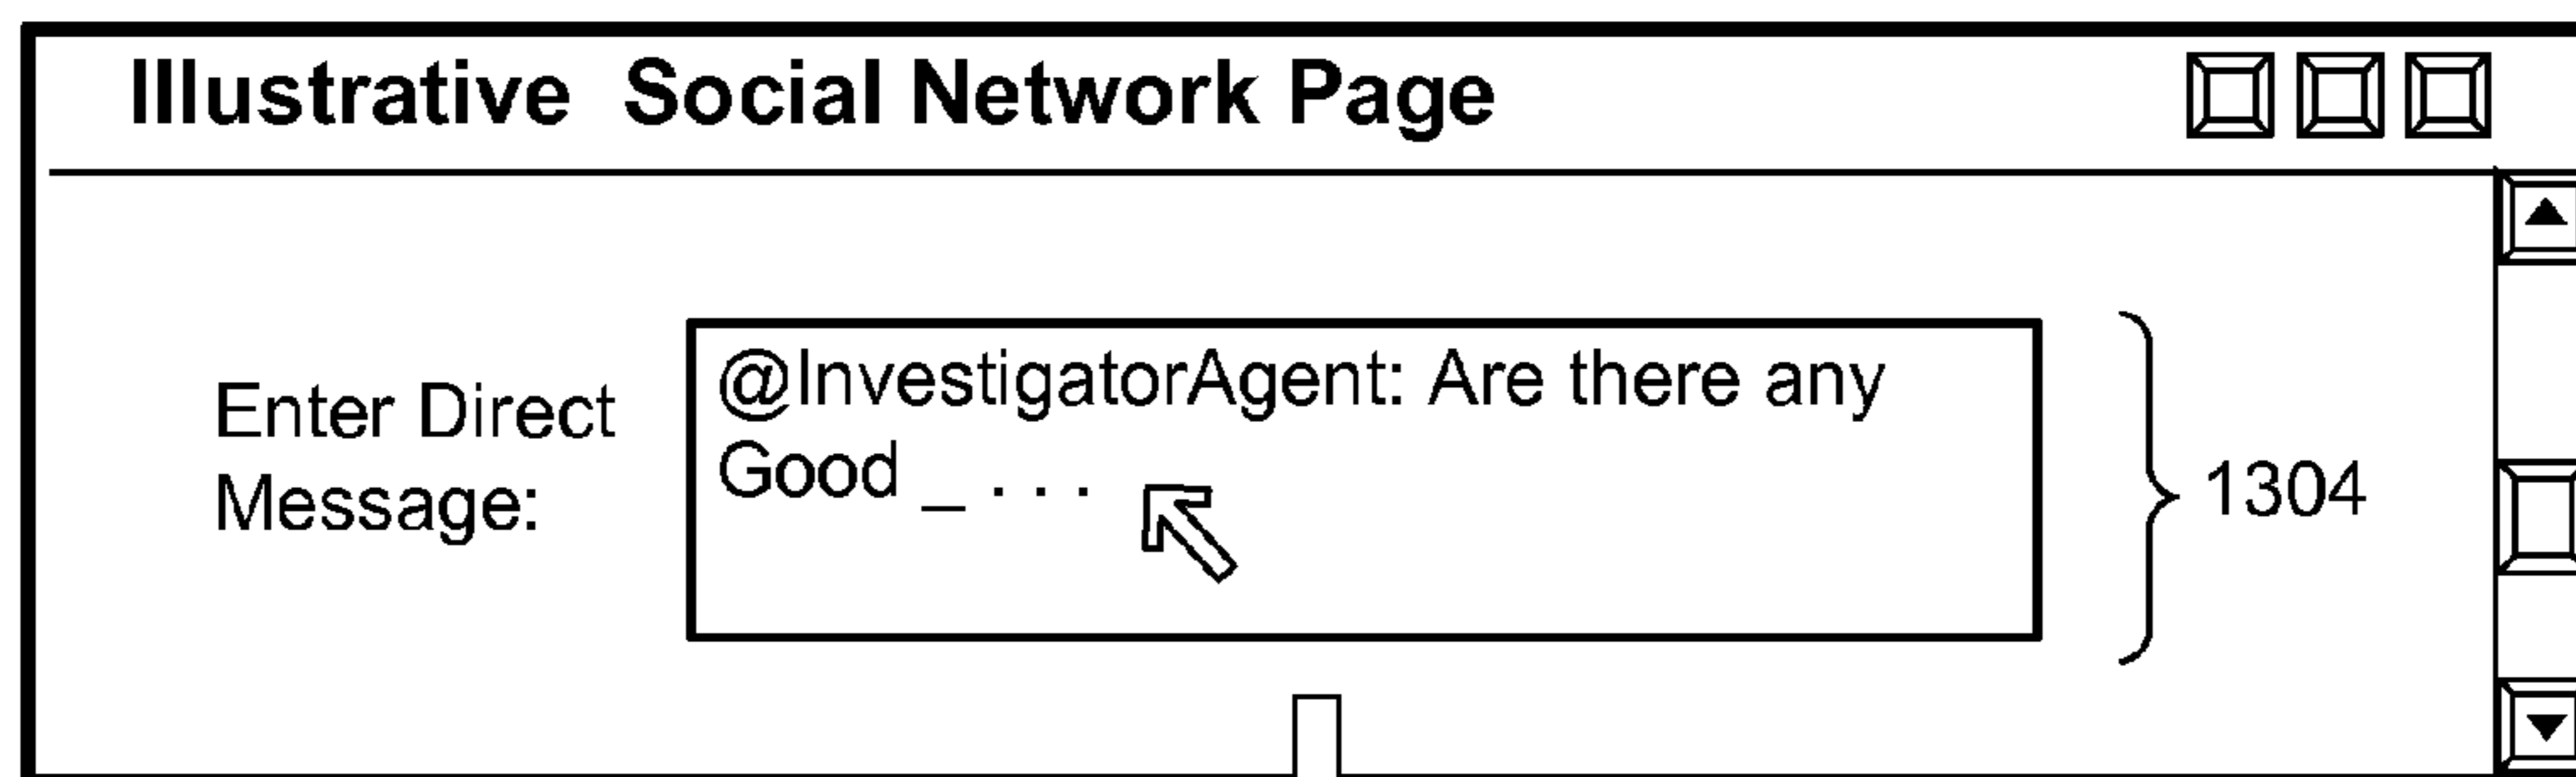 Illustrative Social Network Page
Enter Direct
Message:
@InvestigatorAgent: Are there any
Good _ . . .
1304